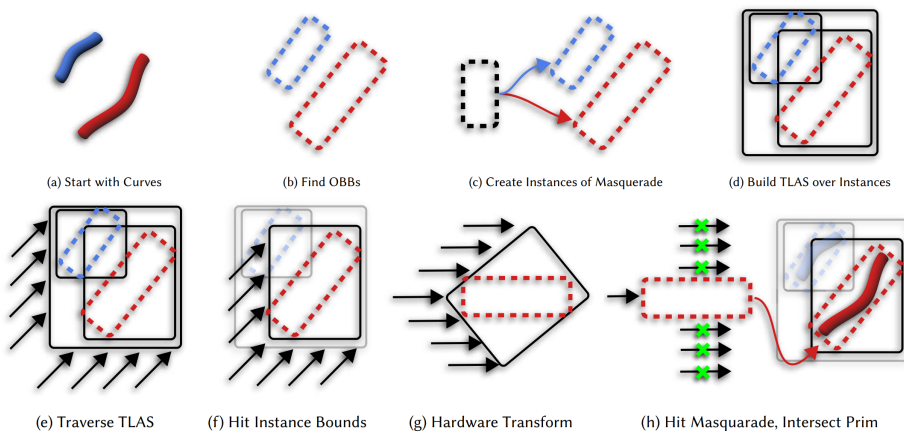 (a) Start with Curves
(b) Find OBBs
(c) Create Instances of Masquerade
(d) Build TLAS over Instances
(e) Traverse TLAS
(f) Hit Instance Bounds
(g) Hardware Transform
(h) Hit Masquarade, Intersect Prim